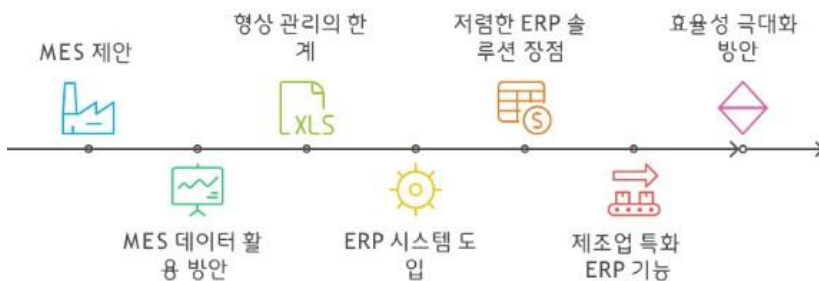 MES 제안
형상 관리의 한
계
저렴한 ERP 솔
루션 장점
효율성 극대화
방안
XLS
$
MES 데이터 활
용 방안
ERP 시스템 도
입
제조업 특화
ERP 기능